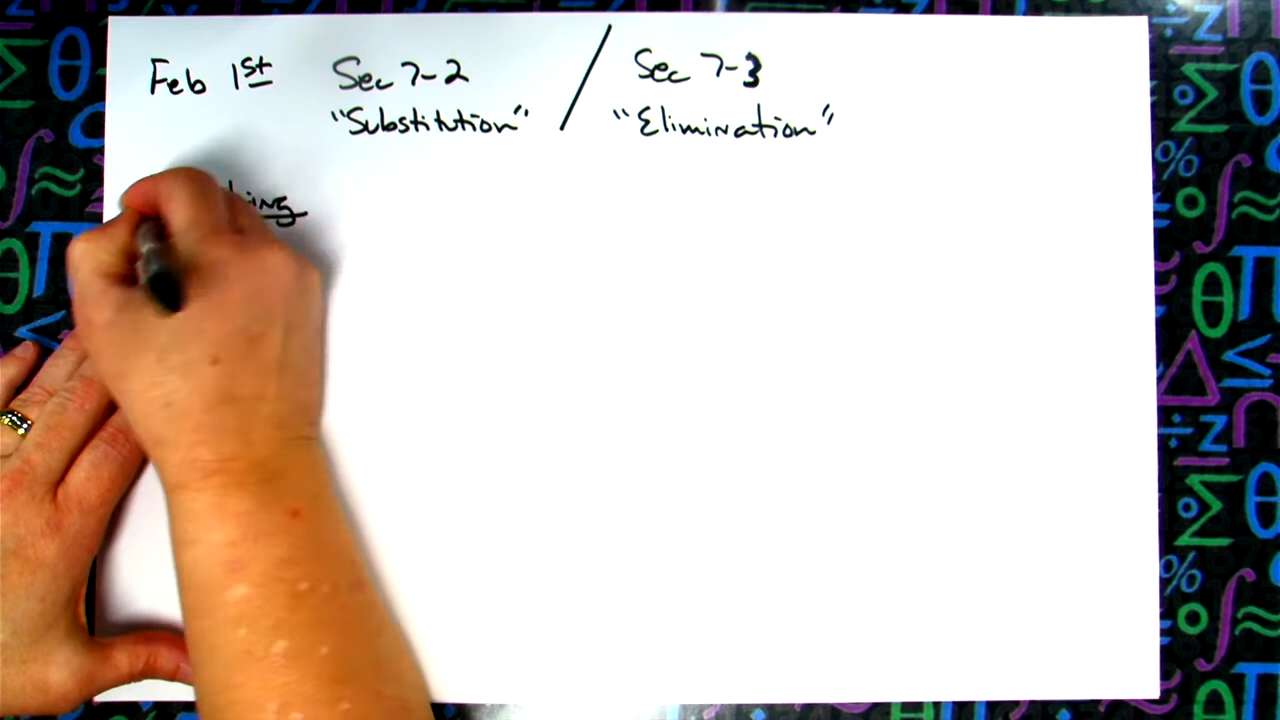 Feb 1st Sec 7-2 / Sec 7-3
"Substitution" "Elimination"